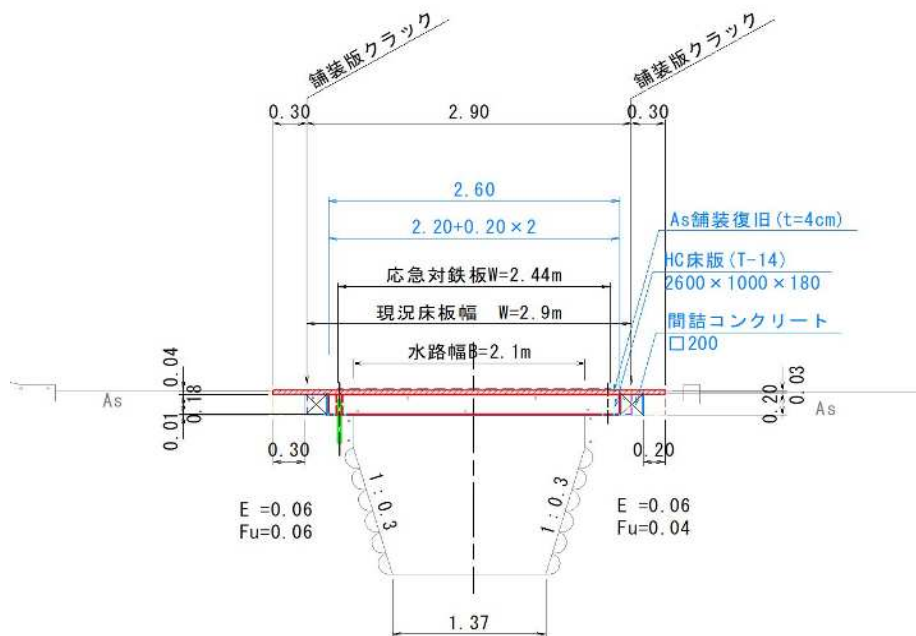 舗装版クラック
舗装版クラック
0.30
2.90
0.30
2.60
2.20+0.20×2
As舗装復旧(t=4cm)
HC床版(T-14)
2600×1000×180
間詰コンクリート
□200
応急対鉄板W=2.44m
現況床板幅 W=2.9m
水路幅B=2.1m
0.04
0.18
0.01
As
0.03
0.20
As
0.30
0.20
E =0.06
Fu=0.06
1:0.3
1:0.3
E =0.06
Fu=0.04
1.37